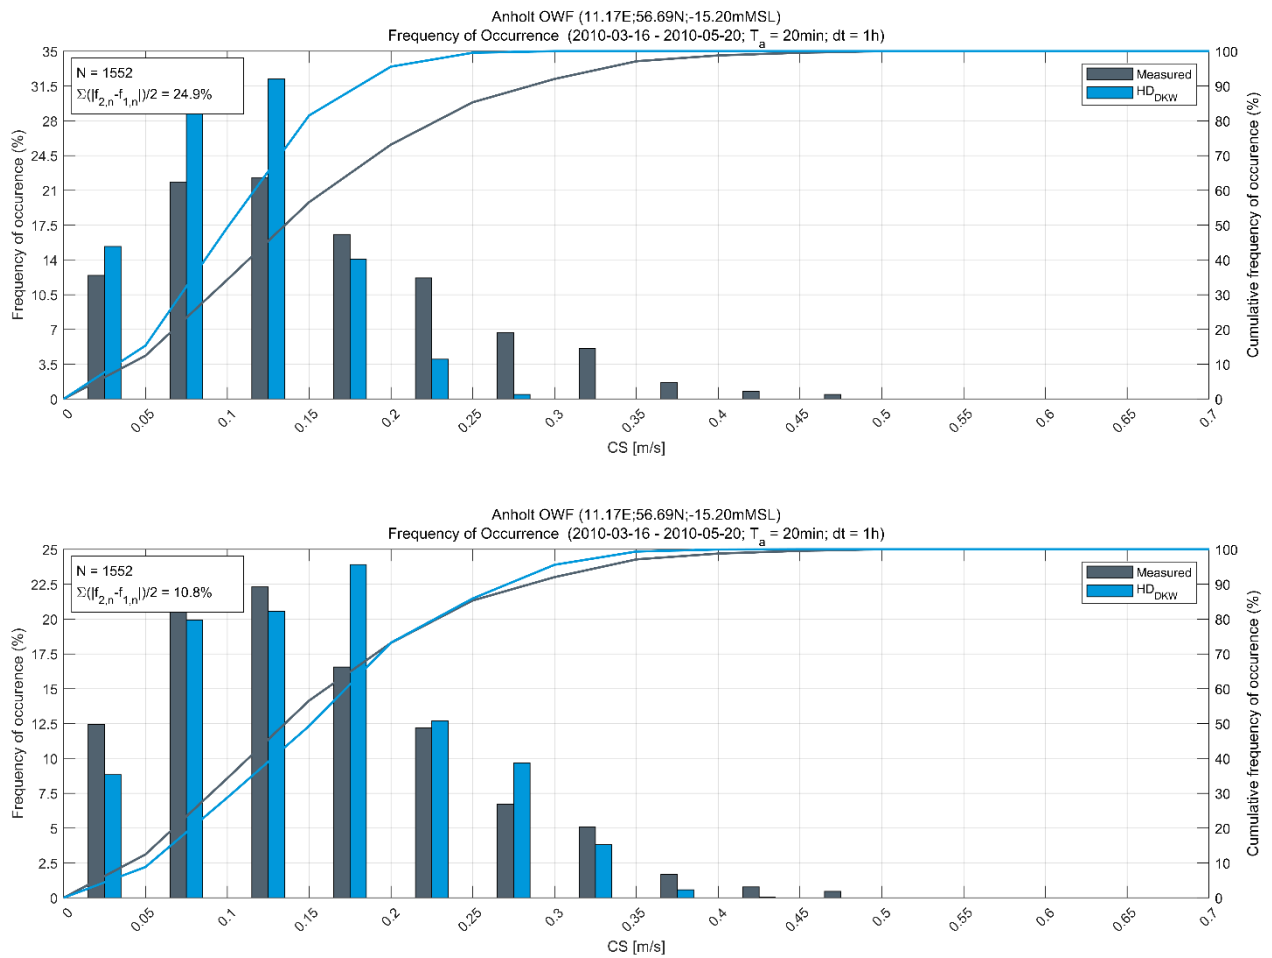 Anholt OWF (11.17E;56.69N;-15.20mMSL)
Frequency of Occurrence (2010-03-16 - 2010-05-20; Ta = 20min; dt = 1h)
N = 1552
Σ(|f2,n-f1,n|)/2 = 24.9%
Measured
HDDKW
Frequency of occurence (%)
35
31.5
28
24.5
21
17.5
14
10.5
7
3.5
0
Cumulative frequency of occurence (%)
100
90
80
70
60
50
40
30
20
10
0
0 0.05 0.1 0.15 0.2 0.25 0.3 0.35 0.4 0.45 0.5 0.55 0.6 0.65 0.7
CS [m/s]
Anholt OWF (11.17E;56.69N;-15.20mMSL)
Frequency of Occurrence (2010-03-16 - 2010-05-20; Ta = 20min; dt = 1h)
N = 1552
Σ(|f2,n-f1,n|)/2 = 10.8%
Measured
HDDKW
Frequency of occurence (%)
25
22.5
20
17.5
15
12.5
10
7.5
5
2.5
0
Cumulative frequency of occurence (%)
100
90
80
70
60
50
40
30
20
10
0
0 0.05 0.1 0.15 0.2 0.25 0.3 0.35 0.4 0.45 0.5 0.55 0.6 0.65 0.7
CS [m/s]